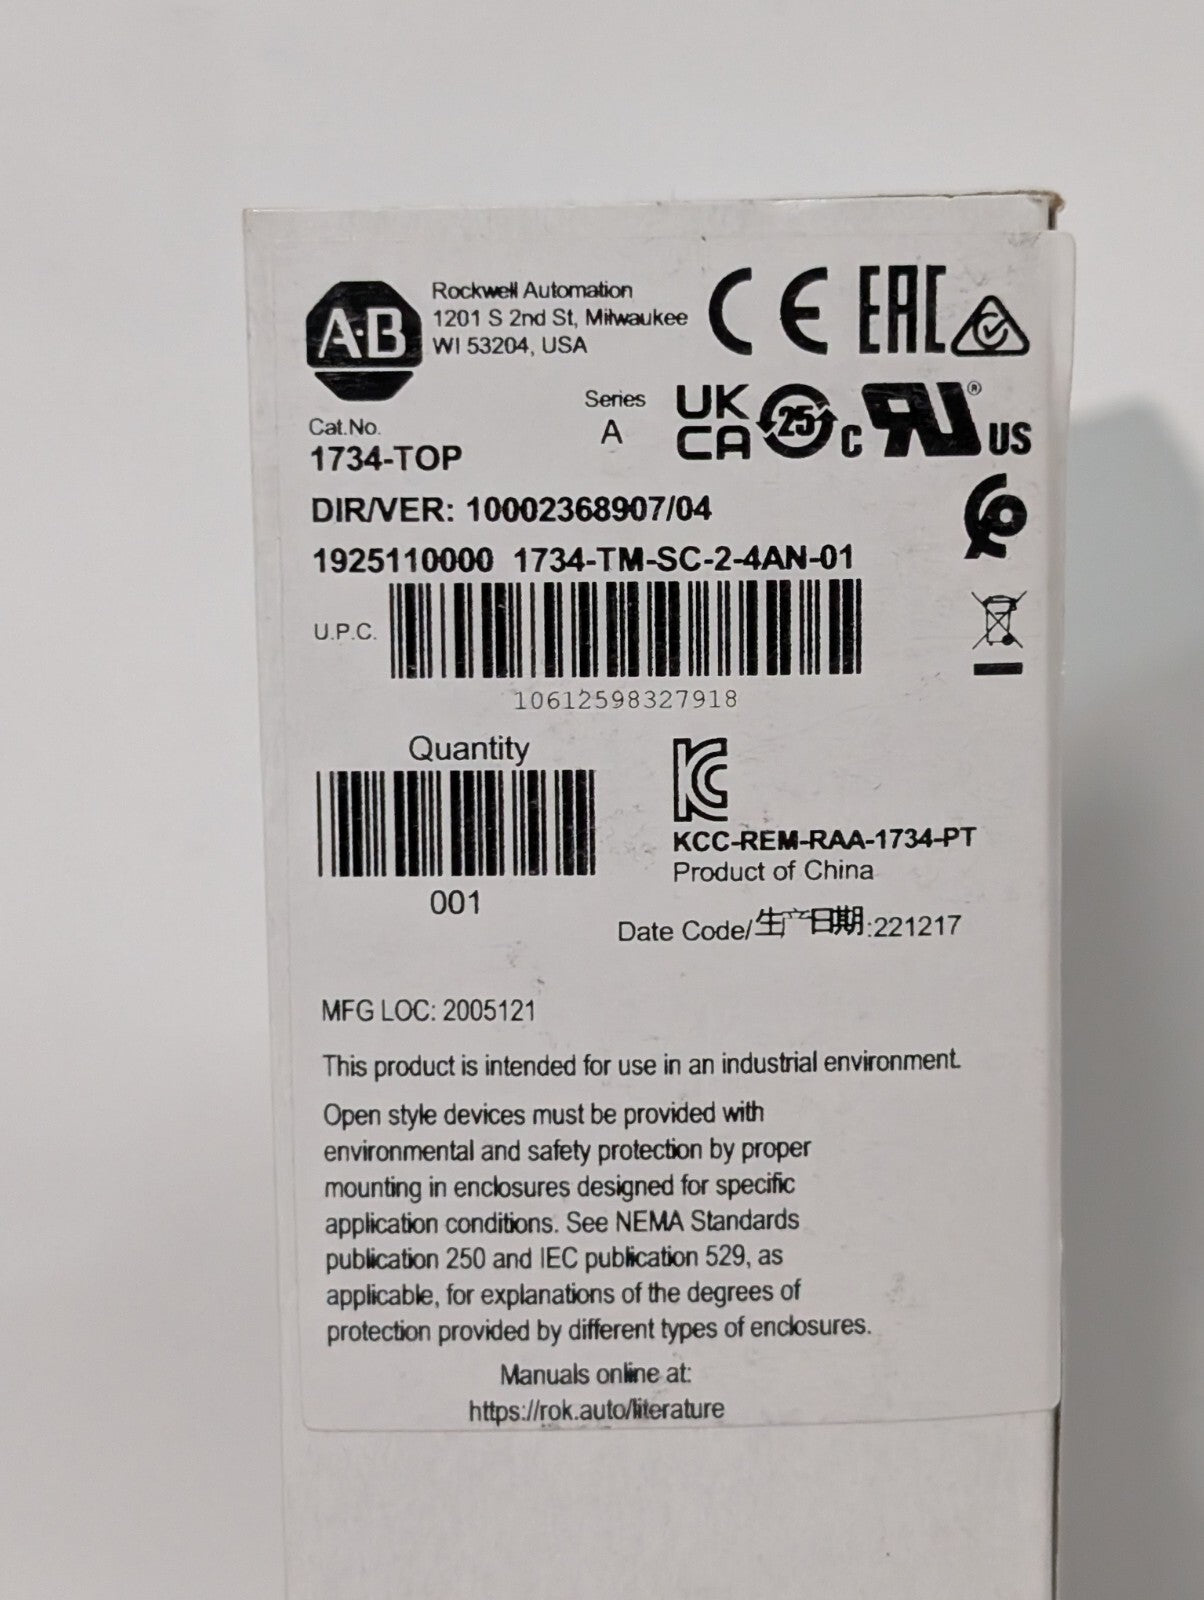 A·B
Rockwell Automation
1201 S 2nd St, Milwaukee
WI 53204, USA
CE EAC
Series
A
UK
CA
25
c RU® US
Cat.No.
1734-TOP
DIR/VER: 10002368907/04
1925110000 1734-TM-SC-2-4AN-01
U.P.C.
10612598327918
Quantity
001
KC
KCC-REM-RAA-1734-PT
Product of China
Date Code/生产日期:221217
MFG LOC: 2005121
This product is intended for use in an industrial environment.
Open style devices must be provided with
environmental and safety protection by proper
mounting in enclosures designed for specific
application conditions. See NEMA Standards
publication 250 and IEC publication 529, as
applicable, for explanations of the degrees of
protection provided by different types of enclosures.
Manuals online at:
https://rok.auto/literature